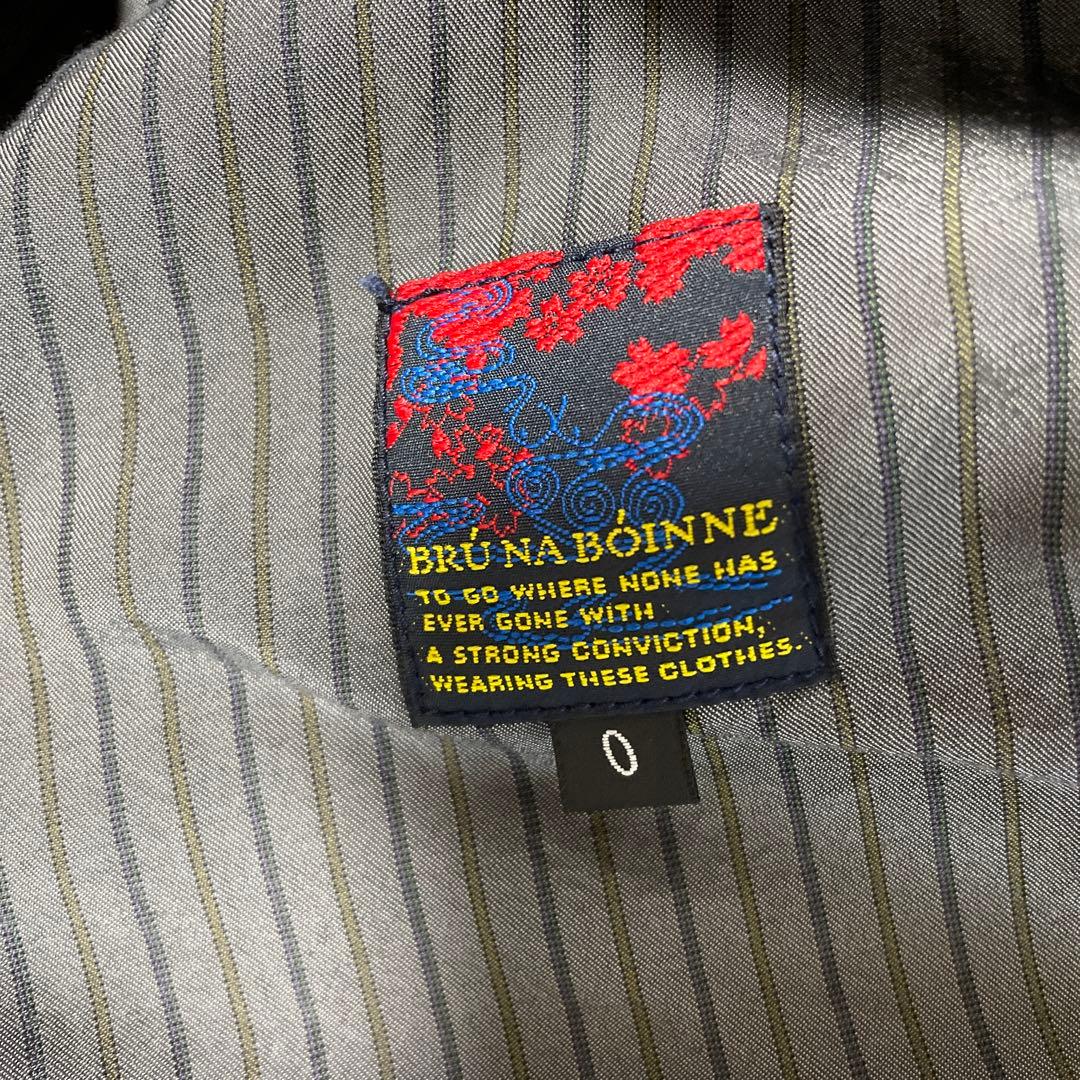 BRÚ NA BÓINNE
TO GO WHERE NONE HAS
EVER GONE WITH
A STRONG CONVICTION,
WEARING THESE CLOTHES.
0